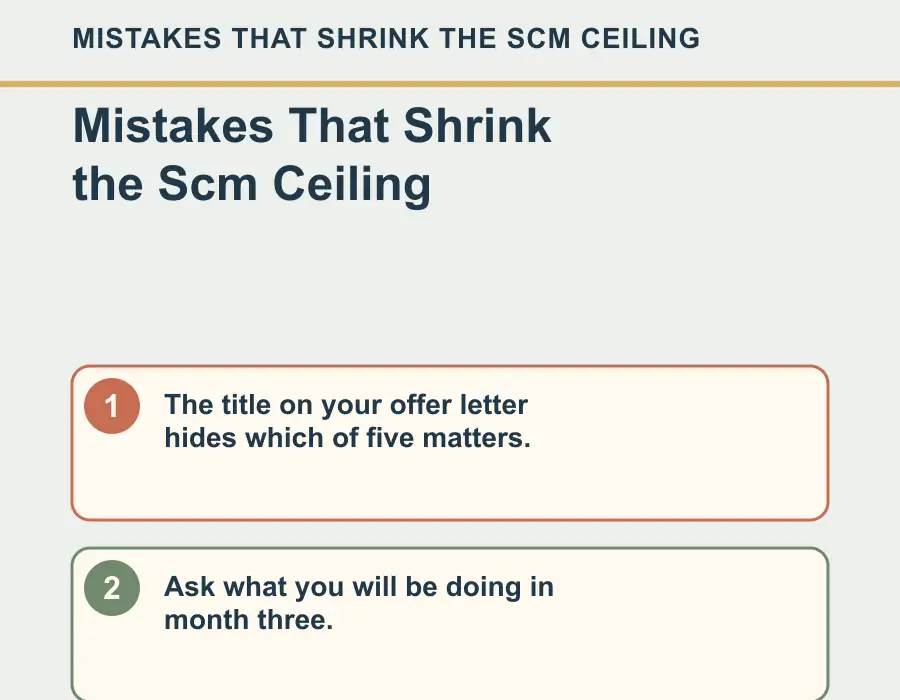 MISTAKES THAT SHRINK THE SCM CEILING
Mistakes That Shrink
the Scm Ceiling
1
The title on your offer letter
hides which of five matters.
2
Ask what you will be doing in
month three.